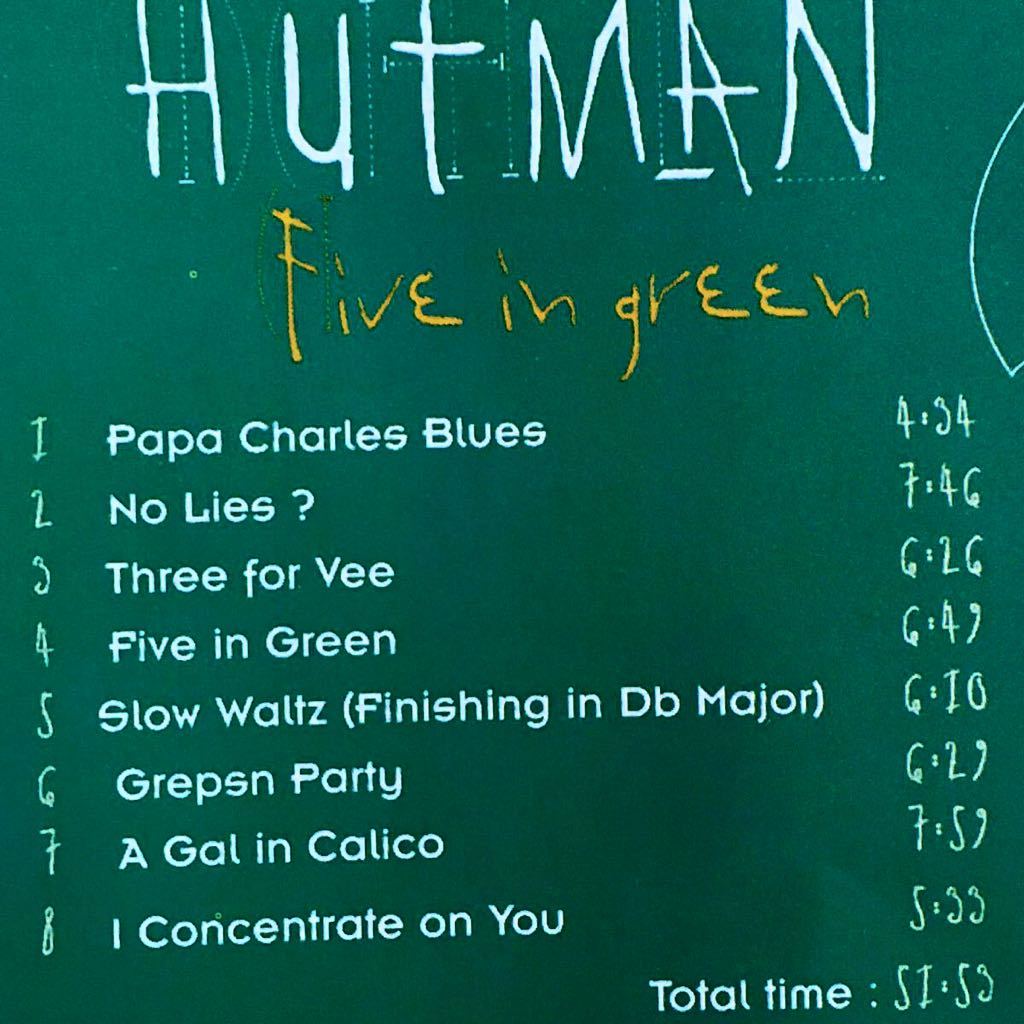 HUTMAN
Five in green
1 Papa Charles Blues 4:34
2 No Lies ? 7:46
3 Three for Vee 6:26
4 Five in Green 6:49
5 Slow Waltz (Finishing in Db Major) 6:10
6 Grepsn Party 6:29
7 A Gal in Calico 7:59
8 I Concentrate on You 5:33
Total time : 51:53